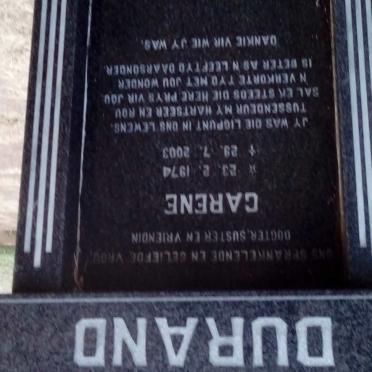 DURAND
ONS SPRANKELENDE EN GELIEFDE VROU,
DOGTER, SUSTER EN VRIENDIN
CARENE
☆ 23. 2. 1974
✝ 29. 7. 2003
JY WAS DIE LIGPUNT IN ONS LEWENS.
TUSSENDEUR MY HARTSEER EN ROU
SAL EK STEEDS DIE HERE PRYS VIR JOU
N VERKORTE TYD MET JOU WONDER
IS BETER AS N LEEFTYD DAARSONDER.
DANKIE VIR WIE JY WAS.